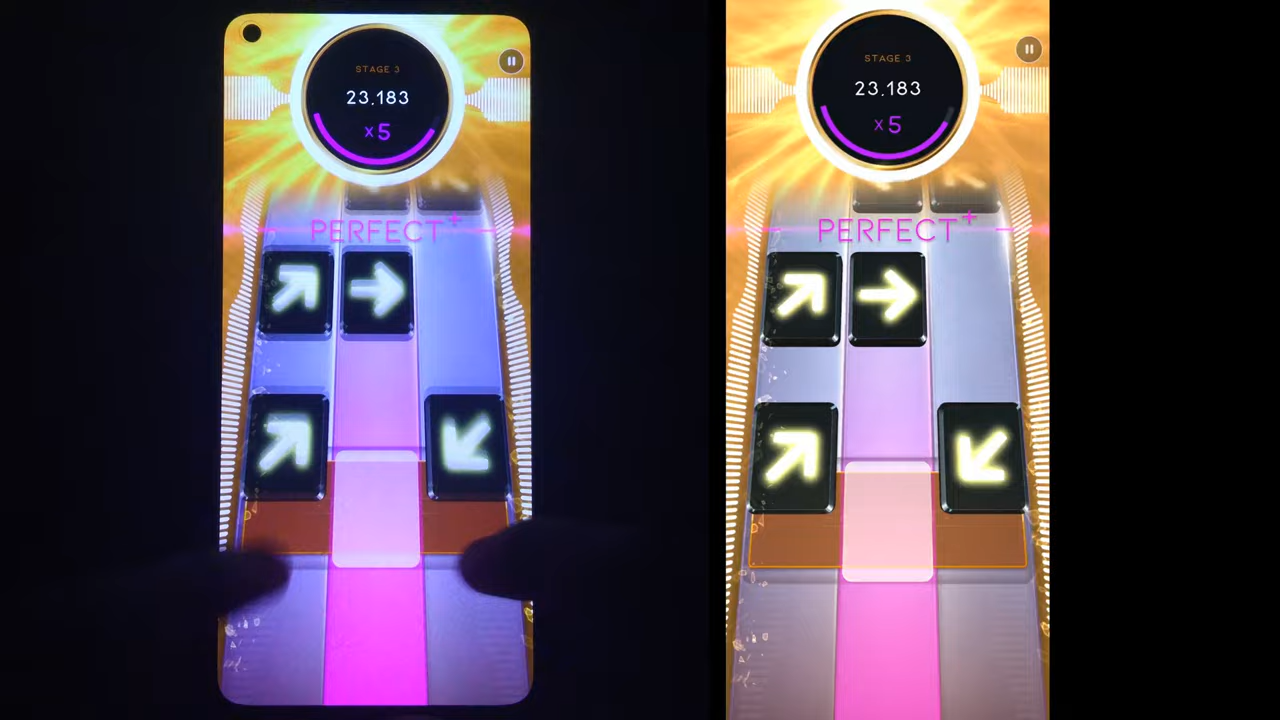 STAGE 3
23,183
x5
PERFECT+
STAGE 3
23,183
x5
PERFECT+